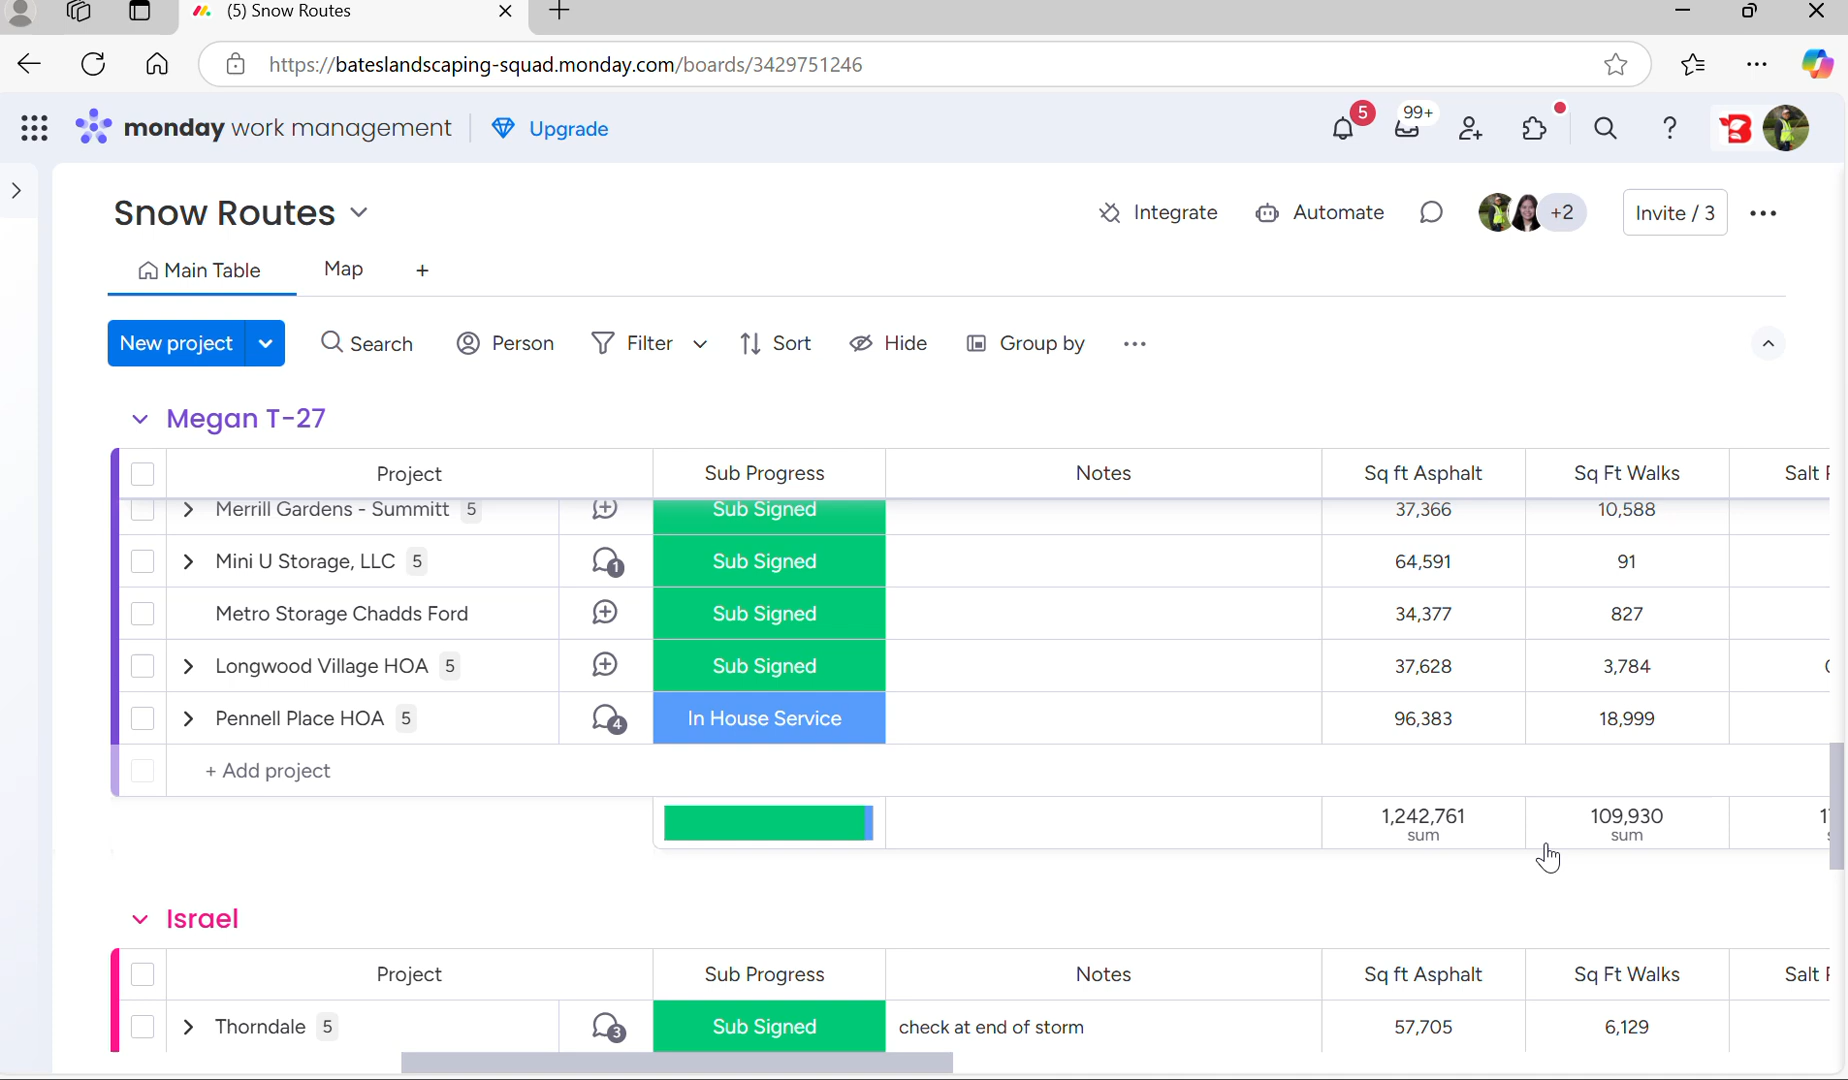 (5) Snow Routes
https://bateslandscaping-squad.monday.com/boards/3429751246
monday work management
Upgrade
5
99+
Snow Routes
Integrate
Automate
+2
Invite / 3
Main Table
Map
+
New project
Search
Person
Filter
Sort
Hide
Group by
Megan T-27
Project Sub Progress Notes Sq ft Asphalt Sq Ft Walks Salt
Merrill Gardens - Summitt 5 Sub Signed 37,366 10,588
Mini U Storage, LLC 5 1 Sub Signed 64,591 91
Metro Storage Chadds Ford Sub Signed 34,377 827
Longwood Village HOA 5 Sub Signed 37,628 3,784
Pennell Place HOA 5 4 In House Service 96,383 18,999
+ Add project
1,242,761 109,930
sum sum
Israel
Project Sub Progress Notes Sq ft Asphalt Sq Ft Walks Salt
Thorndale 5 3 Sub Signed check at end of storm 57,705 6,129